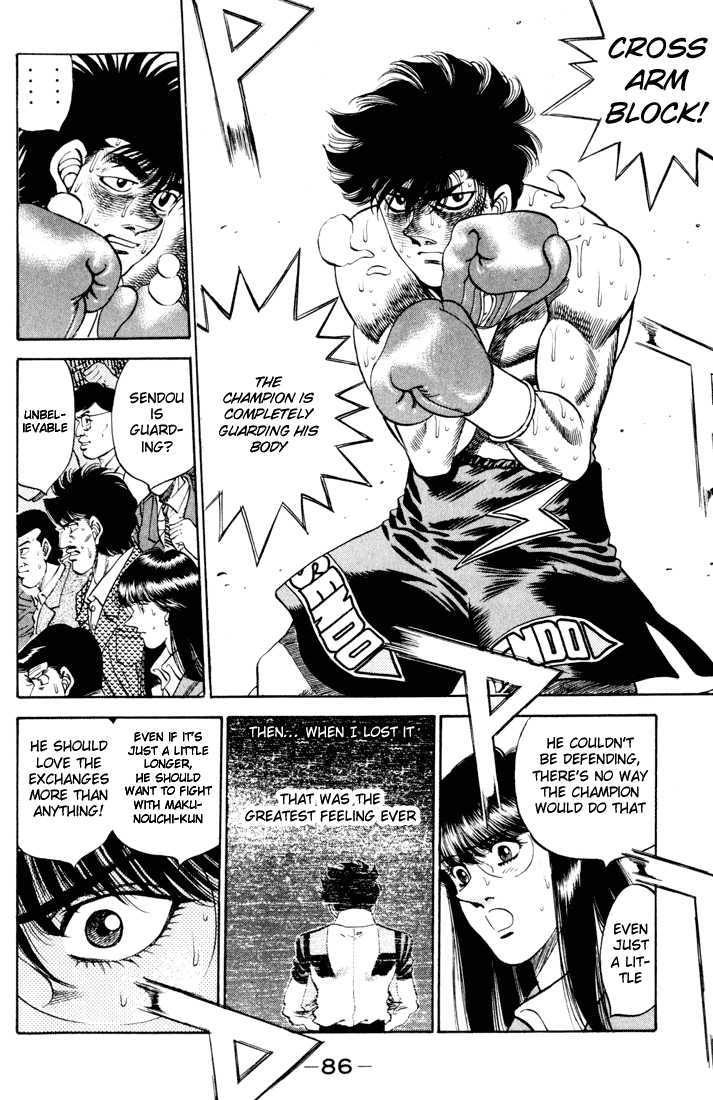 CROSS
ARM
BLOCK!
: :
THE
CHAMPION IS
COMPLETELY
GUARDING HIS
BODY
SENDO
SENDO
SENDOU
IS
GUARD-
ING?
UNBEL-
IEVABLE
HE COULDN'T
BE DEFENDING,
THERE'S NO WAY
THE CHAMPION
WOULD DO THAT
EVEN
JUST
A LIT-
TLE
THEN... WHEN I LOST IT
THAT WAS THE
GREATEST FEELING EVER
EVEN IF IT'S
JUST A LITTLE
LONGER,
HE SHOULD
WANT TO FIGHT
WITH MAKU-
NOUCHI-KUN
HE SHOULD
LOVE THE
EXCHANGES
MORE THAN
ANYTHING!
-86-